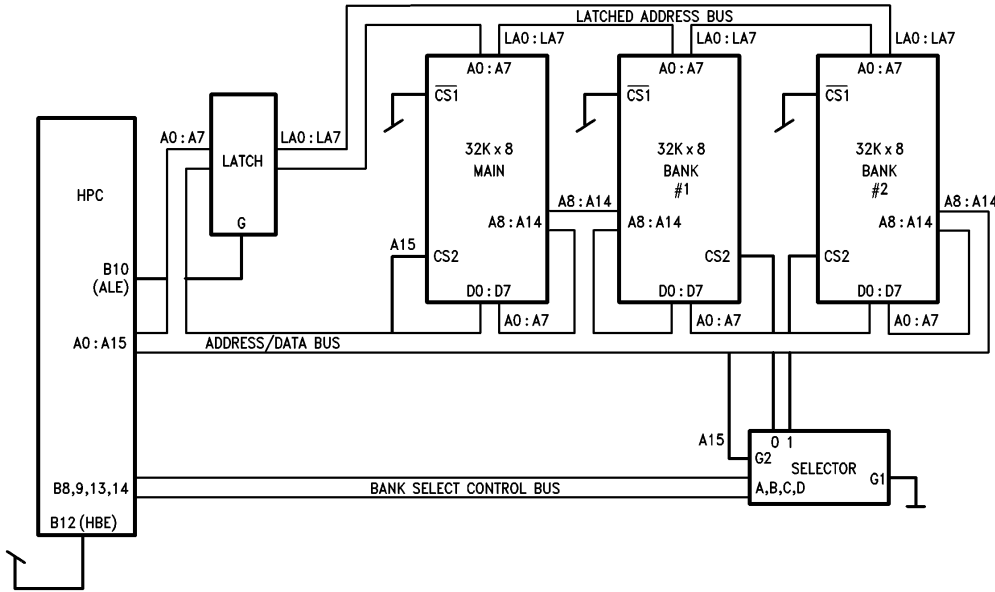 LATCHED ADDRESS BUS
LA0:LA7
LA0:LA7
LA0:LA7
A0:A7
A0:A7
A0:A7
CS1
CS1
CS1
A0:A7
LA0:LA7
LATCH
G
32K x 8
MAIN
32K x 8
BANK
#1
32K x 8
BANK
#2
HPC
A8:A14
A8:A14
A8:A14
A8:A14
A8:A14
A15
CS2
CS2
CS2
B10
(ALE)
D0:D7
D0:D7
D0:D7
A0:A7
A0:A7
A0:A7
A0:A15
ADDRESS/DATA BUS
A15
0 1
G2
SELECTOR
G1
A,B,C,D
B8,9,13,14
BANK SELECT CONTROL BUS
B12(HBE)